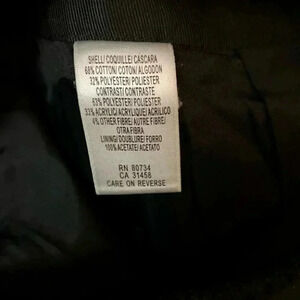 SHELL/ COQUILLE/ CASCARA
68% COTTON/ COTON/ ALGODON
32% POLYESTER/ POLIESTER
CONTRAST/ CONTRASTE
63% POLYESTER/ POLIESTER
33% ACRYLIC/ ACRYLIQUE/ ACRILICO
4% OTHER FIBRE/ AUTRE FIBRE/
OTRA FIBRA
LINING/ DOUBLURE/ FORRO
100% ACETATE/ ACETATO
RN 80734
CA 31458
CARE ON REVERSE